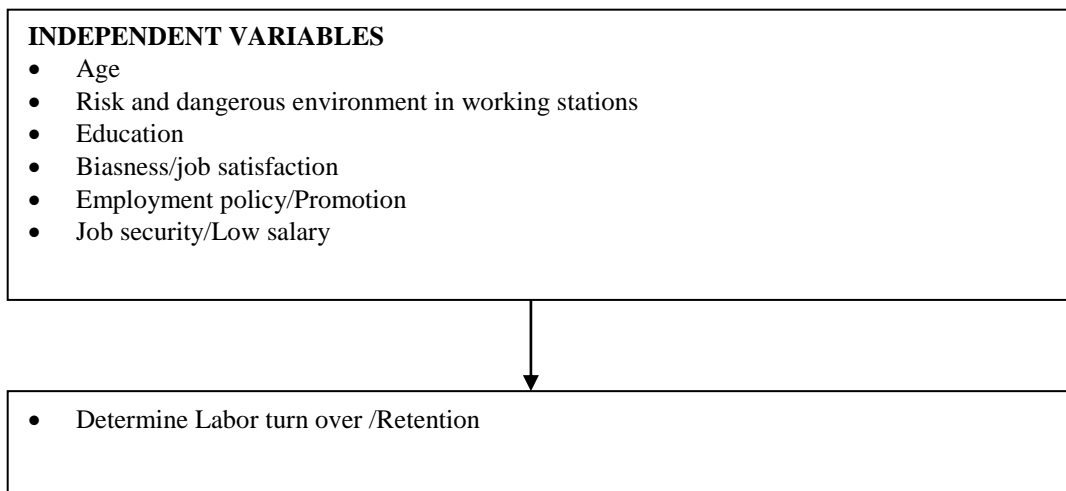 INDEPENDENT VARIABLES
• Age
• Risk and dangerous environment in working stations
• Education
• Biasness/job satisfaction
• Employment policy/Promotion
• Job security/Low salary
• Determine Labor turn over /Retention